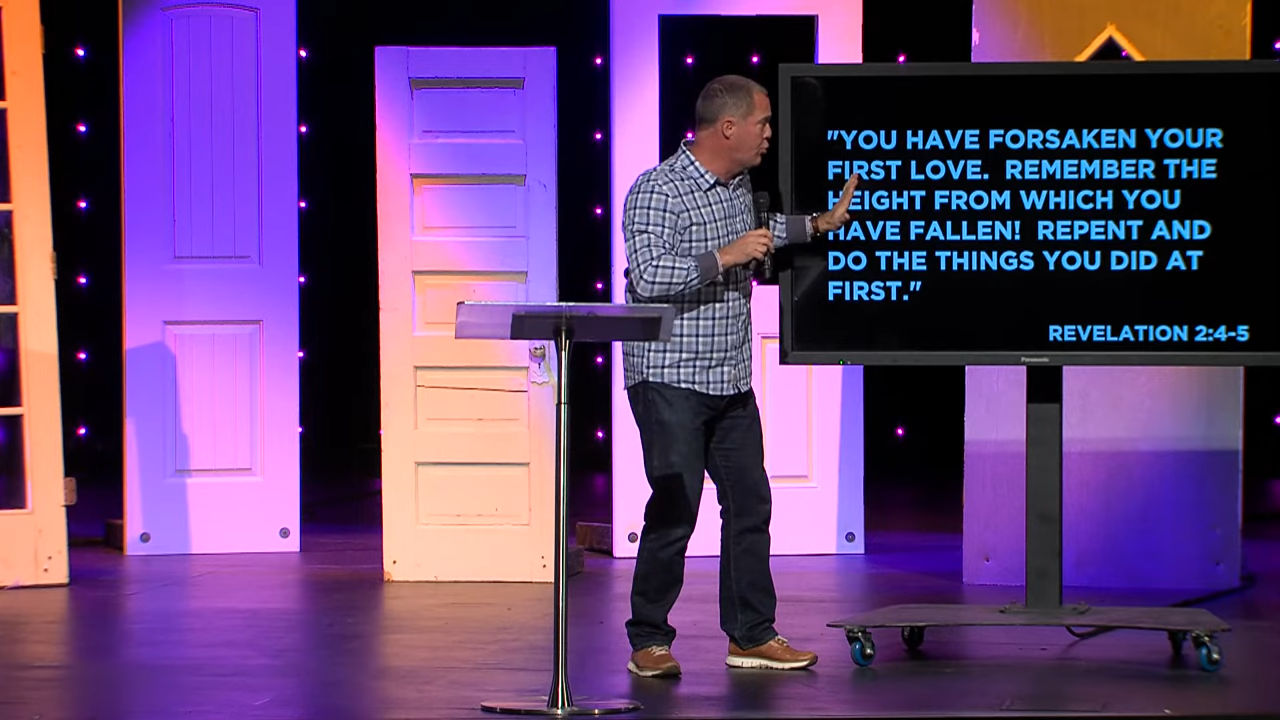 "YOU HAVE FORSAKEN YOUR
FIRST LOVE. REMEMBER THE
HEIGHT FROM WHICH YOU
HAVE FALLEN! REPENT AND
DO THE THINGS YOU DID AT
FIRST."
REVELATION 2:4-5
Panasonic